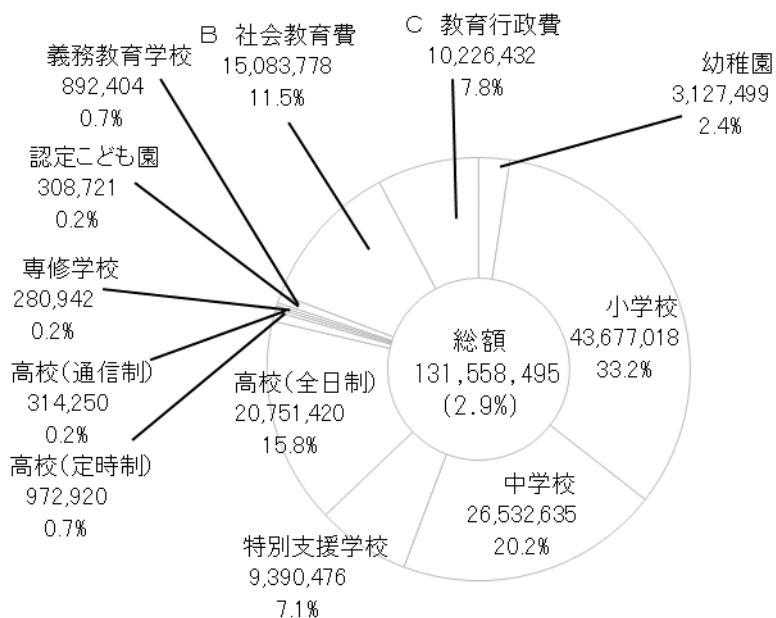 B 社会教育費
15,083,778
11.5%
C 教育行政費
10,226,432
7.8%
幼稚園
3,127,499
2.4%
義務教育学校
892,404
0.7%
認定こども園
308,721
0.2%
専修学校
280,942
0.2%
高校(通信制)
314,250
0.2%
高校(定時制)
972,920
0.7%
高校(全日制)
20,751,420
15.8%
総額
131,558,495
(2.9%)
小学校
43,677,018
33.2%
中学校
26,532,635
20.2%
特別支援学校
9,390,476
7.1%